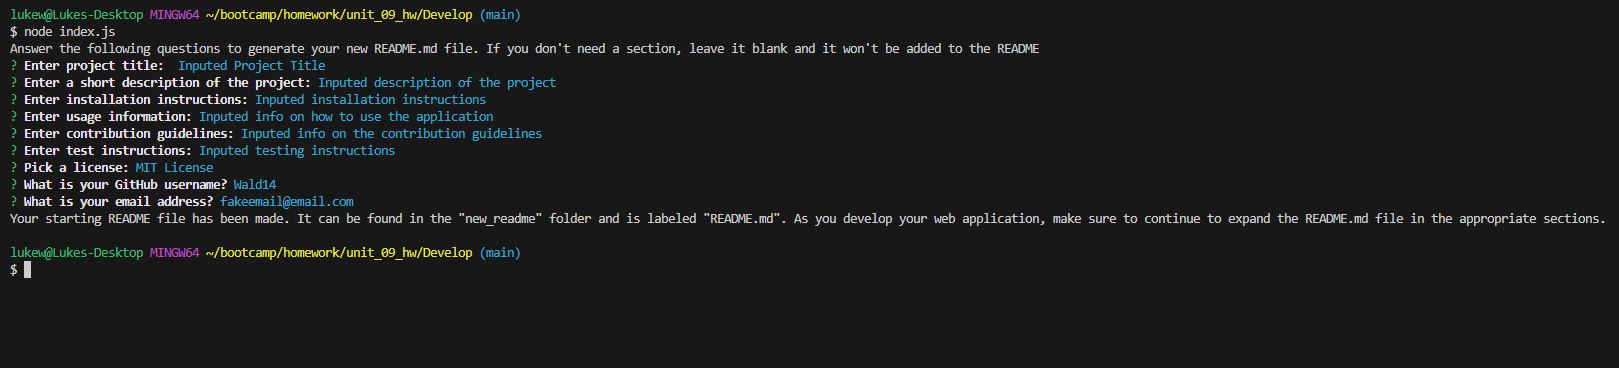 lukew@Lukes-Desktop MINGW64 ~/bootcamp/homework/unit_09_hw/Develop (main)
$ node index.js
Answer the following questions to generate your new README.md file. If you don't need a section, leave it blank and it won't be added to the README
? Enter project title:  Inputed Project Title
? Enter a short description of the project: Inputed description of the project
? Enter installation instructions: Inputed installation instructions
? Enter usage information: Inputed info on how to use the application
? Enter contribution guidelines: Inputed info on the contribution guidelines
? Enter test instructions: Inputed testing instructions
? Pick a license: MIT License
? What is your GitHub username? Wald14
? What is your email address? fakeemail@email.com
Your starting README file has been made. It can be found in the "new_readme" folder and is labeled "README.md". As you develop your web application, make sure to continue to expand the README.md file in the appropriate sections.
lukew@Lukes-Desktop MINGW64 ~/bootcamp/homework/unit_09_hw/Develop (main)
$